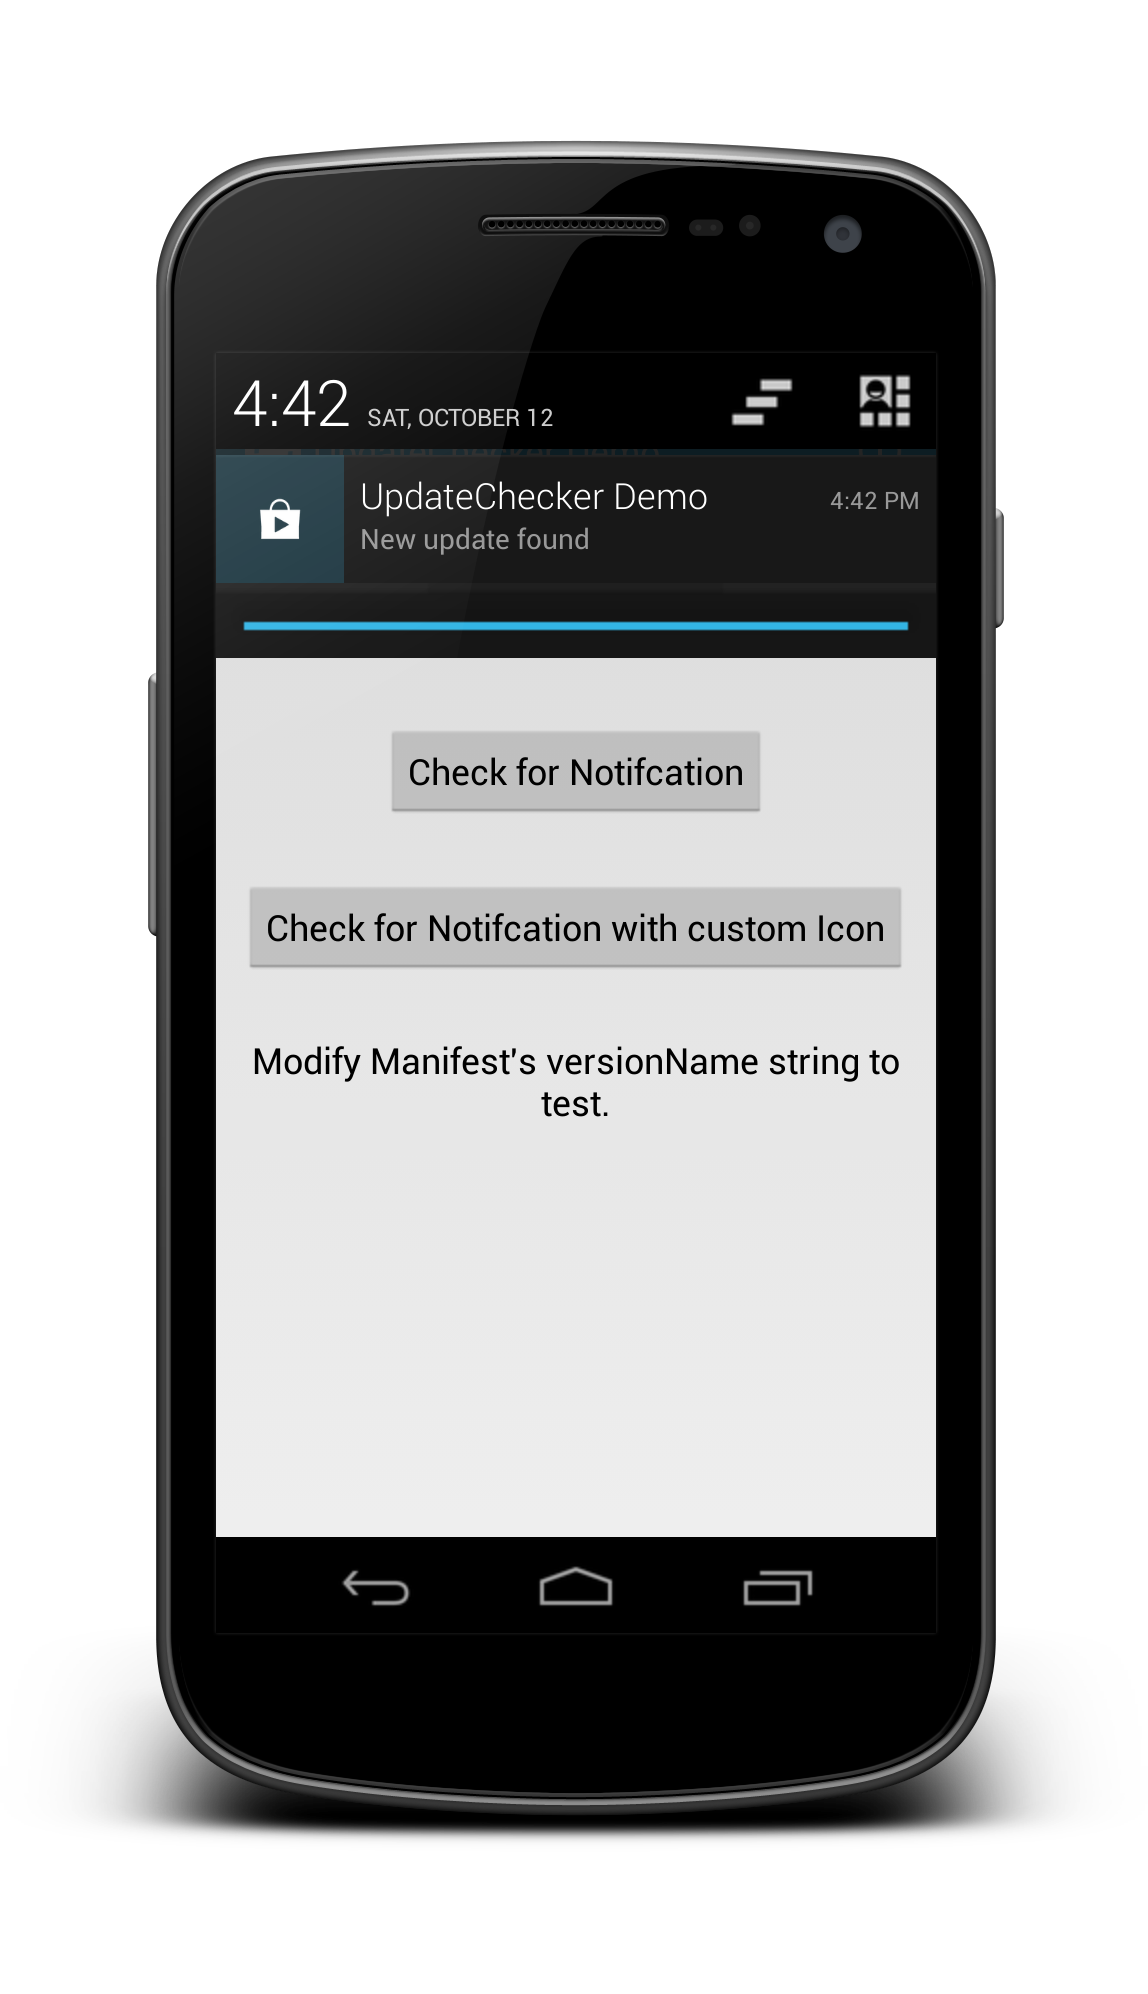 4:42 SAT, OCTOBER 12
UpdateChecker Demo 4:42 PM
New update found
Check for Notifcation
Check for Notifcation with custom Icon
Modify Manifest's versionName string to
test.